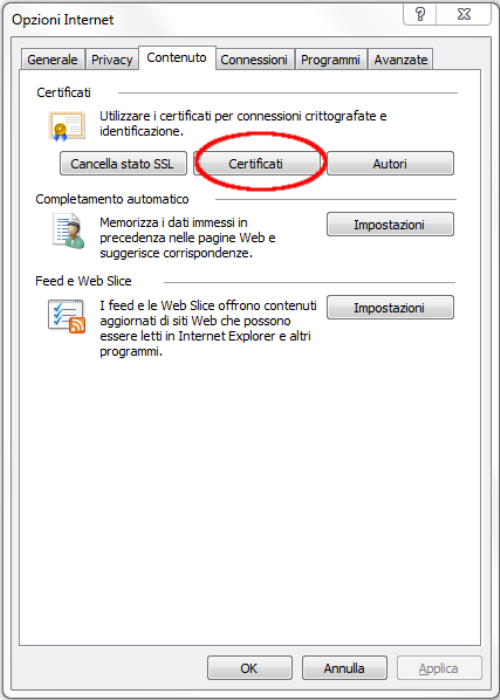 Opzioni Internet
Generale Privacy Contenuto Connessioni Programmi Avanzate
Certificati
Utilizzare i certificati per connessioni crittografate e
identificazione.
Cancella stato SSL Certificati Autori
Completamento automatico
Memorizza i dati immessi in
precedenza nelle pagine Web e
suggerisce corrispondenze.
Impostazioni
Feed e Web Slice
I feed e le Web Slice offrono contenuti
aggiornati di siti Web che possono
essere letti in Internet Explorer e altri
programmi.
Impostazioni
OK Annulla Applica